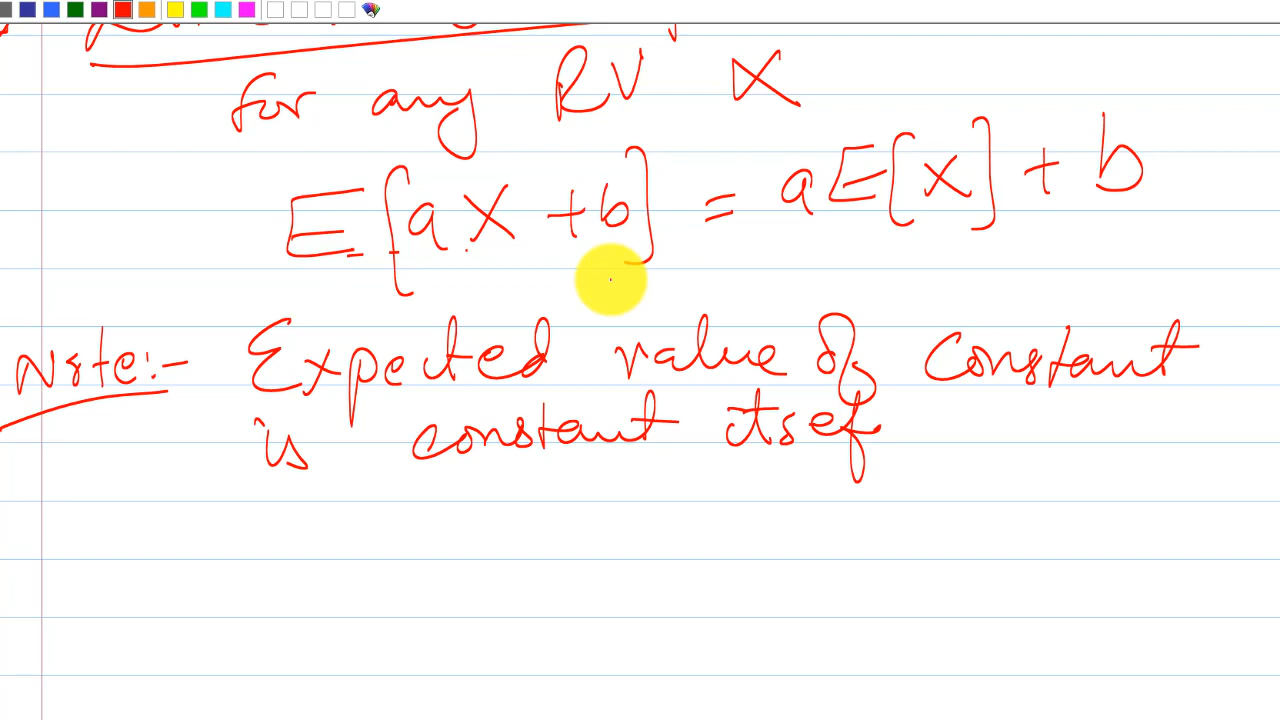 for any RV X
E[aX + b] = aE[x] + b
Note:- Expected value of Constant
is constant itsef